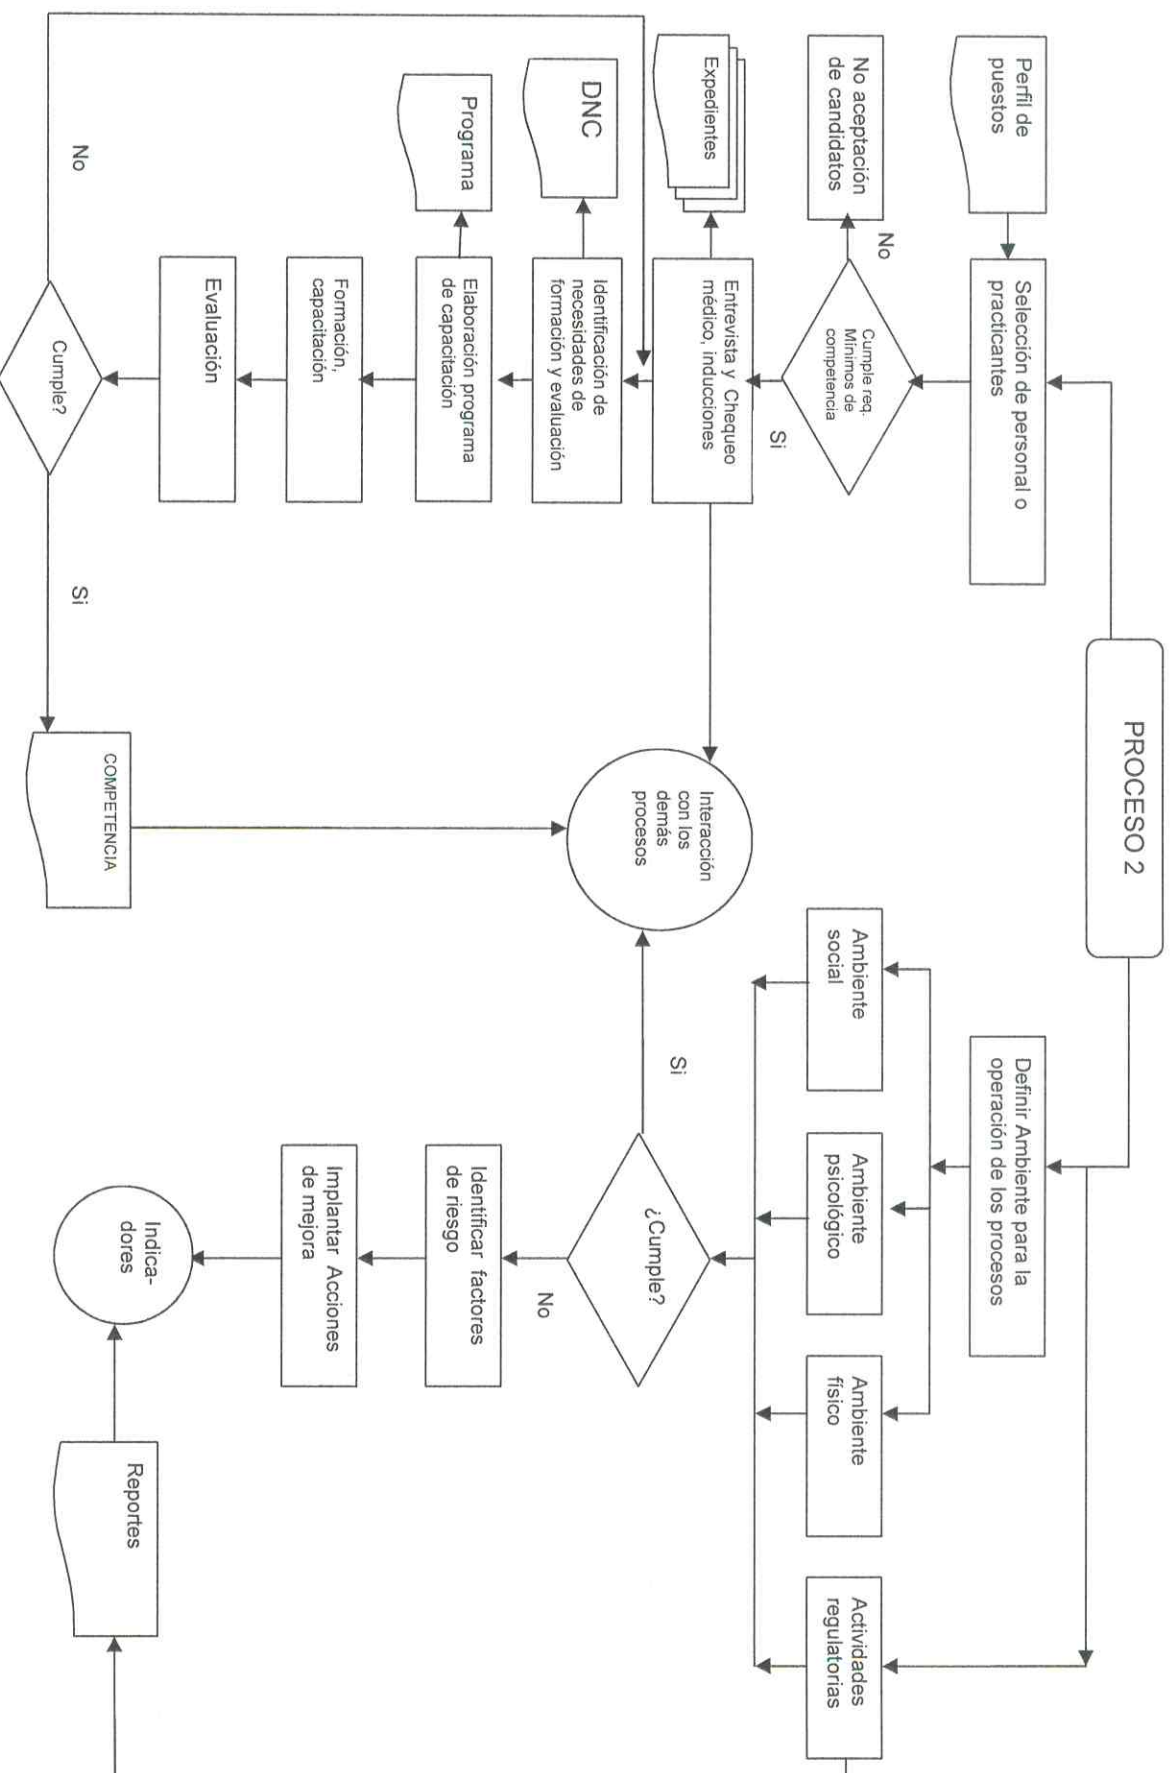 PROCESO 2
Perfil de
puestos
Selección de personal o
practicantes
Definir Ambiente para la
operación de los procesos
No aceptación
de candidatos
No
Cumple req.
Minimos de
competencia
Si
Ambiente
social
Ambiente
psicológico
Ambiente
físico
Actividades
regulatorias
Expedientes
Entrevista y Chequeo
médico, inducciones
Interacción
con los
demás
procesos
Si
¿Cumple?
No
DNC
Identificación de
necesidades de
formación y evaluación
Programa
Elaboración programa
de capacitación
Identificar factores
de riesgo
Formación,
capacitación
Implantar Acciones
de mejora
Evaluación
Indica-
dores
Reportes
No
Cumple?
Si
COMPETENCIA